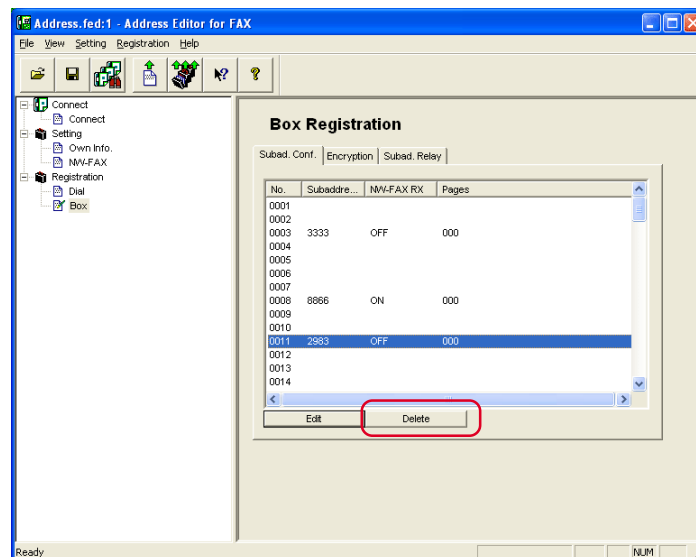 Address.fed:1 - Address Editor for FAX
File View Setting Registration Help
Connect
Connect
Setting
Own Info.
NW-FAX
Registration
Dial
Box
Box Registration
Subad. Conf. Encryption Subad. Relay
No. Subaddre... NW-FAX RX Pages
0001
0002
0003 3333 OFF 000
0004
0005
0006
0007
0008 8866 ON 000
0009
0010
0011 2983 OFF 000
0012
0013
0014
Edit Delete
Ready NUM